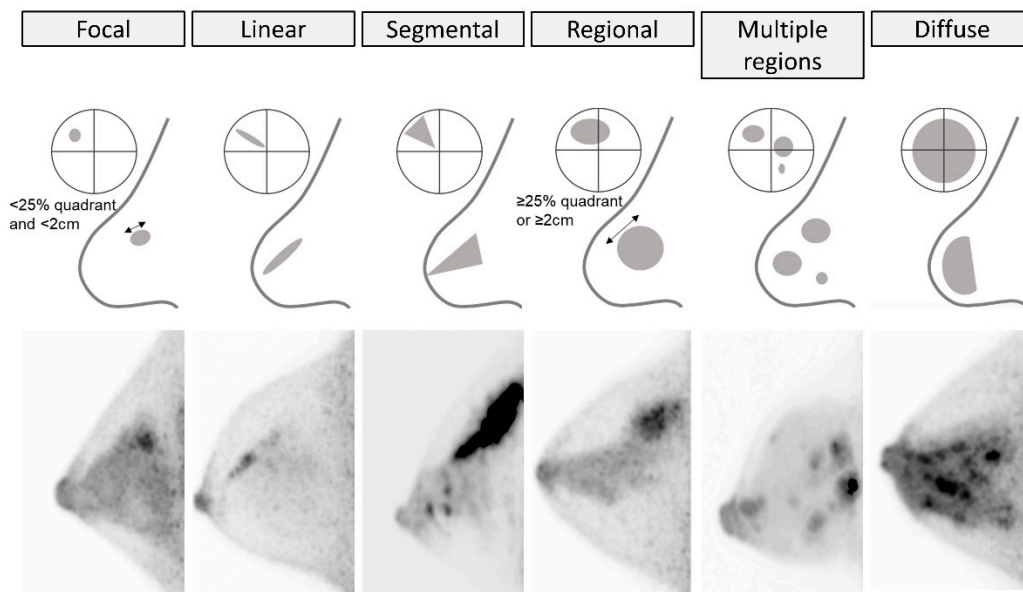 Focal
Linear
Segmental
Regional
Multiple
regions
Diffuse
<25% quadrant
and <2cm
≥25% quadrant
or ≥2cm